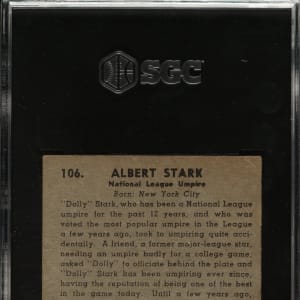 SGC
106. ALBERT STARK
National League Umpire
Born: New York City
"Dolly" Stark, who has been a National League
umpire for the past 12 years, and who was
voted the most popular umpire in the League
a few years ago, took to umpiring quite acci-
dentally. A friend, a former major-league star,
needing an umpire badly for a college game,
asked "Dolly" to officiate behind the plate and
"Dolly" Stark has been umpiring ever since,
having the reputation of being one of the best
in the game today. Until a few years ago,